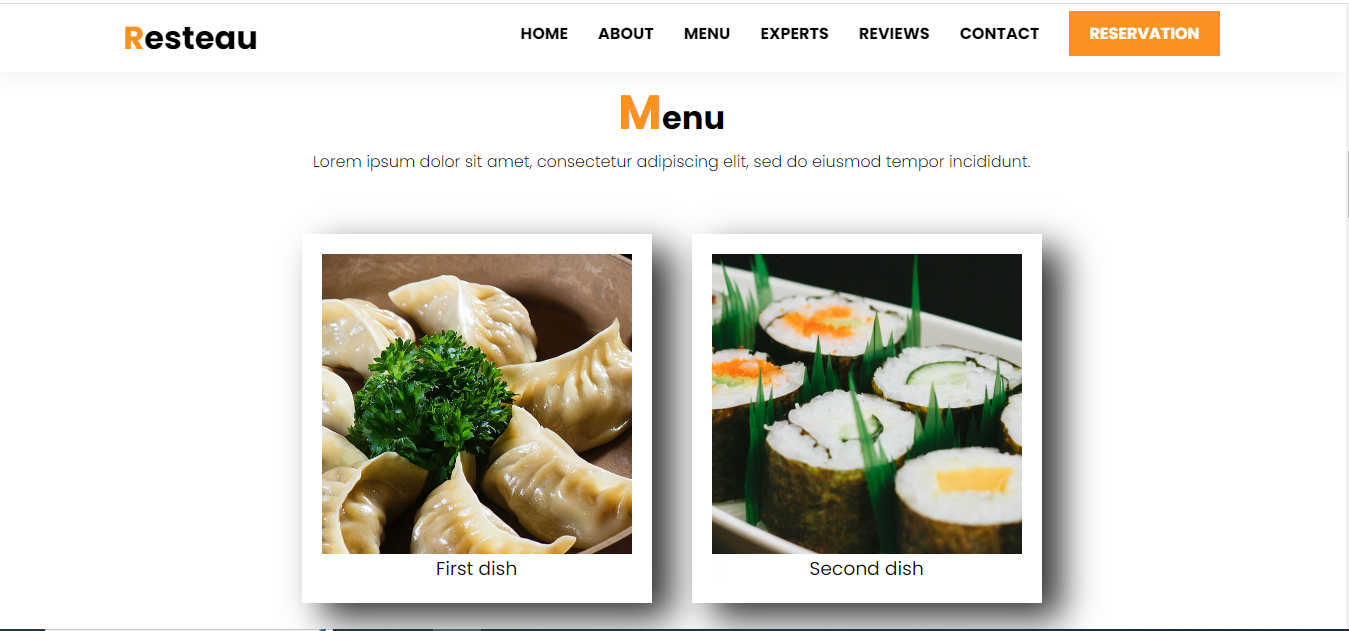 Resteau
HOME ABOUT MENU EXPERTS REVIEWS CONTACT RESERVATION
Menu
Lorem ipsum dolor sit amet, consectetur adipiscing elit, sed do eiusmod tempor incididunt.
First dish
Second dish